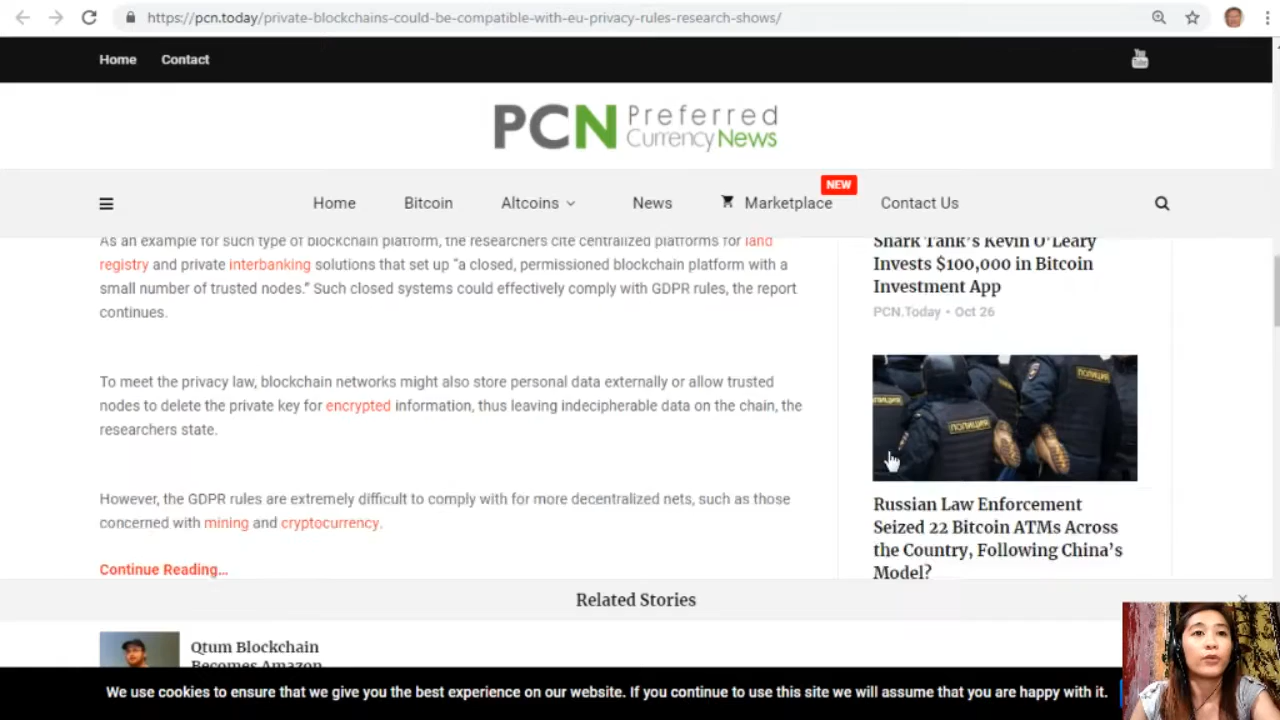 https://pcn.today/private-blockchains-could-be-compatible-with-eu-privacy-rules-research-shows/
Home Contact
You Tube
PCN Preferred
CurrencyNews
NEW
Home Bitcoin Altcoins News Marketplace Contact Us
As an example for such type of blockchain platform, the researchers cite centralized platforms for land
registry and private interbanking solutions that set up “a closed, permissioned blockchain platform with a
small number of trusted nodes.” Such closed systems could effectively comply with GDPR rules, the report
continues.
To meet the privacy law, blockchain networks might also store personal data externally or allow trusted
nodes to delete the private key for encrypted information, thus leaving indecipherable data on the chain, the
researchers state.
However, the GDPR rules are extremely difficult to comply with for more decentralized nets, such as those
concerned with mining and cryptocurrency.
Continue Reading...
Shark Tank’s Kevin O’Leary
Invests $100,000 in Bitcoin
Investment App
PCN.Today • Oct 26
ПОЛИЦИЯ
ПОЛИЦИЯ
Russian Law Enforcement
Seized 22 Bitcoin ATMs Across
the Country, Following China’s
Model?
Related Stories
Qtum Blockchain
Becomes Amazon
We use cookies to ensure that we give you the best experience on our website. If you continue to use this site we will assume that you are happy with it.